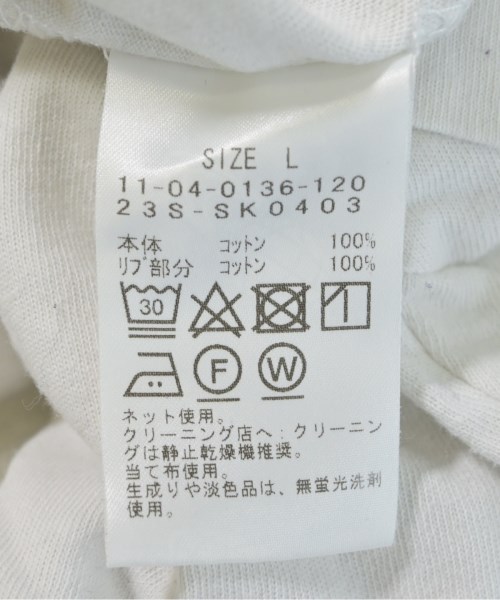 SIZE L
11-04-0136-120
23S-SK0403
本体 コットン 100%
ﾘﾌﾞ部分 コットン 100%
30
F W
ネット使用。
クリーニング店へ：クリーニン
グは静止乾燥機推奨。
当て布使用。
生成りや淡色品は、無蛍光洗剤
使用。